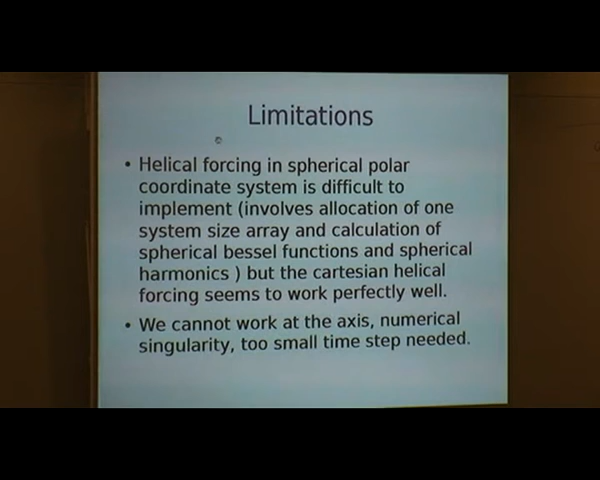 Limitations
• Helical forcing in spherical polar
coordinate system is difficult to
implement (involves allocation of one
system size array and calculation of
spherical bessel functions and spherical
harmonics ) but the cartesian helical
forcing seems to work perfectly well.
• We cannot work at the axis, numerical
singularity, too small time step needed.